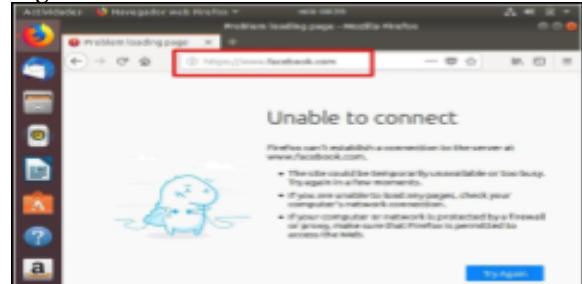 Actividades Navegador web Firefox
Problem loading page - Mozilla Firefox
Problem loading page
https://www.facebook.com
Unable to connect
Firefox can't establish a connection to the server at
www.facebook.com.
The site could be temporarily unavailable or too busy.
Try again in a few moments.
If you are unable to load any pages, check your
computer's network connection.
If your computer or network is protected by a firewall
or proxy, make sure that Firefox is permitted to
access the Web.
Try Again